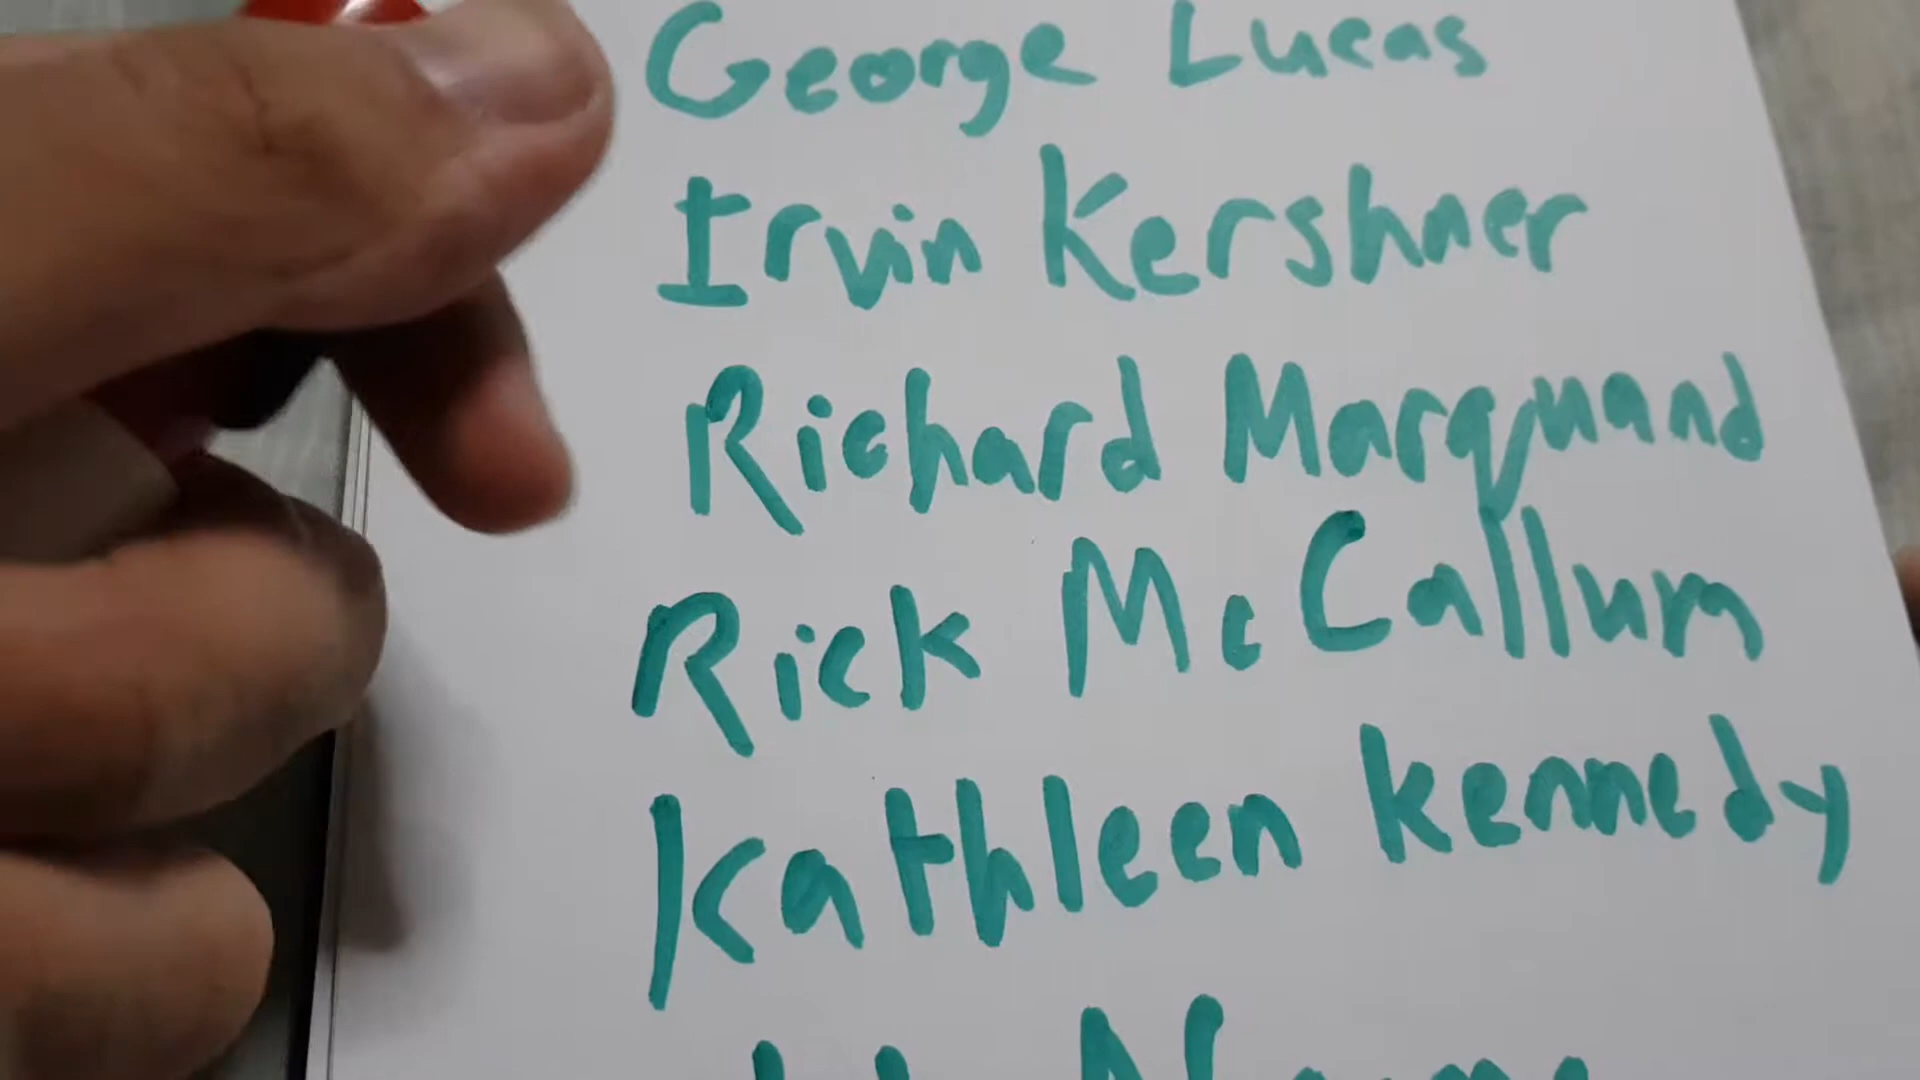 George Lucas
Irvin Kershner
Richard Marquand
Rick McCallum
Kathleen Kennedy